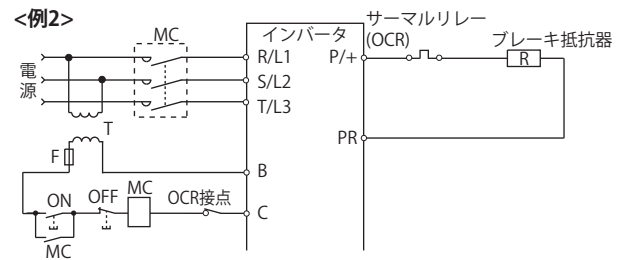 <例2>
MC
インバータ
サーマルリレー
(OCR)
ブレーキ抵抗器
電源
R/L1
P/+
R
S/L2
T/L3
T
PR
F
B
ON
OFF
MC
OCR接点
C
MC